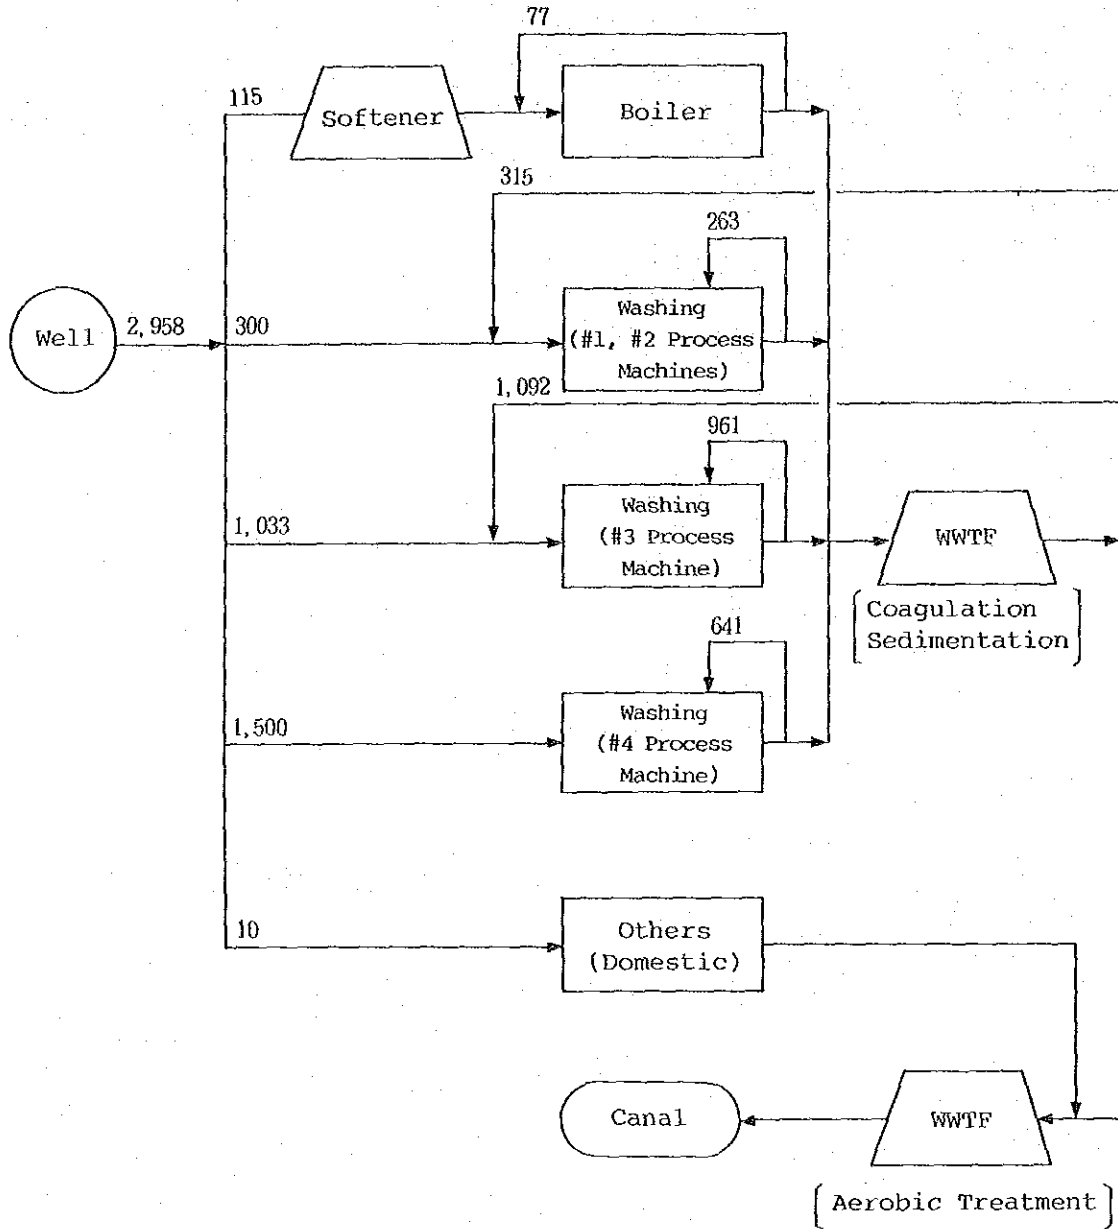 77
115
Softener
Boiler
315
263
Well
2,958
300
Washing
(#1, #2 Process
Machines)
1,092
961
1,033
Washing
(#3 Process
Machine)
WWTF
Coagulation
Sedimentation
641
1,500
Washing
(#4 Process
Machine)
10
Others
(Domestic)
Canal
WWTF
Aerobic Treatment